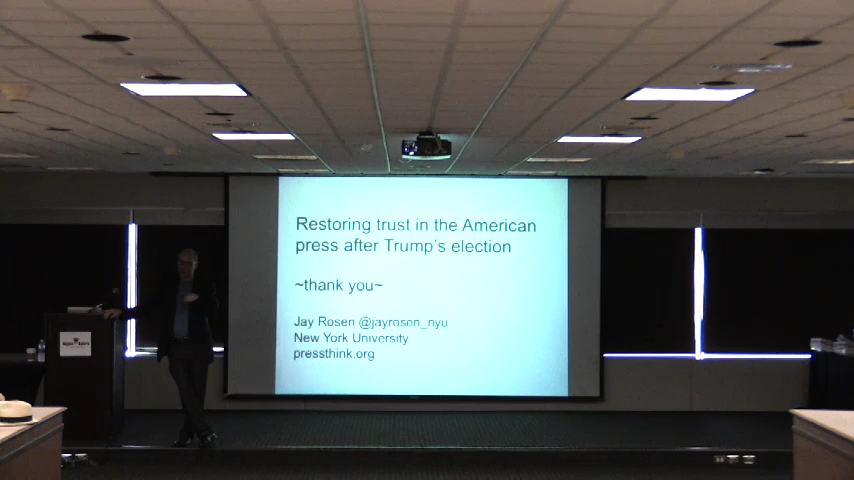 Restoring trust in the American
press after Trump's election
~thank you~
Jay Rosen @jayrosen_nyu
New York University
pressthink.org